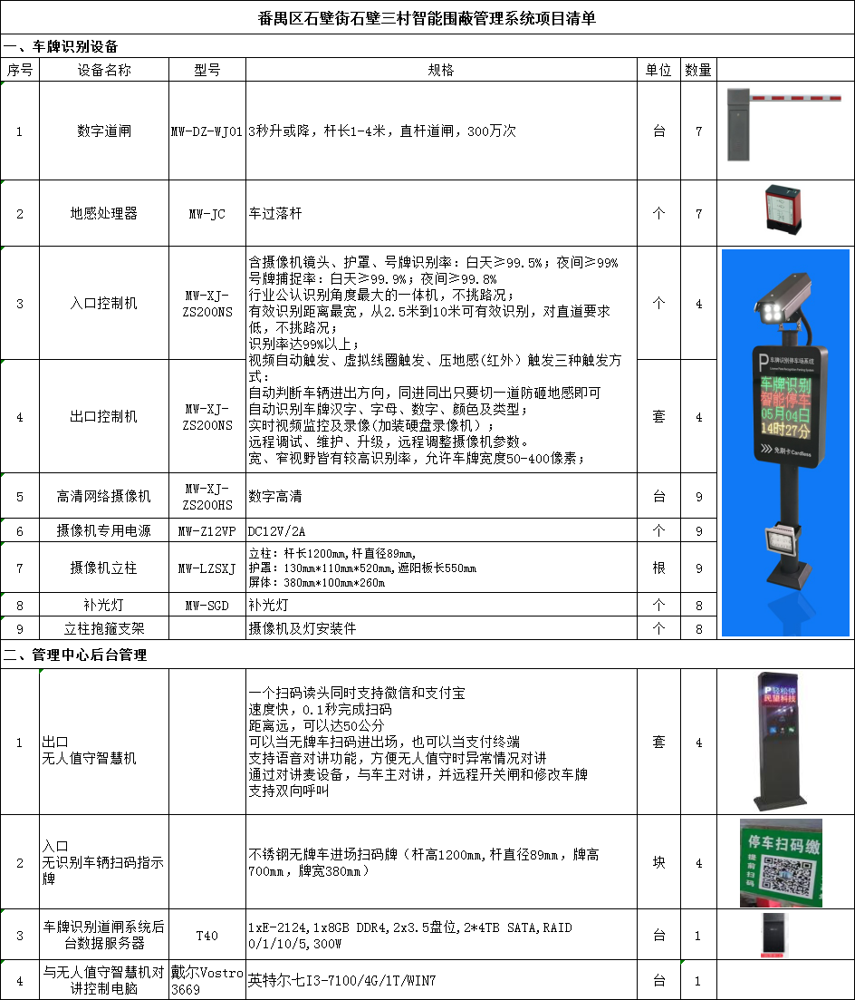 番禺区石壁街石壁三村智能围蔽管理系统项目清单
一、车牌识别设备
序号 设备名称 型号 规格 单位 数量
1 数字道闸 MW-DZ-WJ01 3秒升或降，杆长1-4米，直杆道闸，300万次 台 7
2 地感处理器 MW-JC 车过落杆 个 7
3 入口控制机 MW-XJ-
ZS200NS 个 4
含摄像机镜头、护罩、号牌识别率：白天≥99.5%；夜间≥99%
号牌捕捉率：白天≥99.9%；夜间≥99.8%
行业公认识别角度最大的一体机，不挑路况；
有效识别距离最宽，从2.5米到10米可有效识别，对直道要求
低，不挑路况；
识别率达99%以上；
视频自动触发、虚拟线圈触发、压地感(红外）触发三种触发方
式：
自动判断车辆进出方向，同进同出只要切一道防砸地感即可
自动识别车牌汉字、字母、数字、颜色及类型；
实时视频监控及录像(加装硬盘录像机）；
远程调试、维护、升级，远程调整摄像机参数。
宽、窄视野皆有较高识别率，允许车牌宽度50-400像素；
4 出口控制机 MW-XJ-
ZS200NS 套 4
P 车牌识别停车场系统
车牌识别
智能停车
05月04日
14时27分
免刷卡Cardless
5 高清网络摄像机 MW-XJ-
ZS200HS 数字高清 台 9
6 摄像机专用电源 MW-Z12VP DC12V/2A 个 9
7 摄像机立柱 MW-LZSXJ 根 9
立柱：杆长1200mm,杆直径89mm,
护罩：130mm*110mm*520mm,遮阳板长550mm
屏体：380mm*100mm*260m
8 补光灯 MW-SGD 补光灯 个 8
9 立柱抱箍支架 摄像机及灯安装件 个 8
二、管理中心后台管理
1 出口
无人值守智慧机 套 4
一个扫码读头同时支持微信和支付宝
速度快，0.1秒完成扫码
距离远，可以达50公分
可以当无牌车扫码进出场，也可以当支付终端
支持语音对讲功能，方便无人值守时异常情况对讲
通过对讲麦设备，与车主对讲，并远程开关闸和修改车牌
支持双向呼叫
P轻松停
民望科技
2 入口
无识别车辆扫码指示
牌 块 4
不锈钢无牌车进场扫码牌（杆高1200mm,杆直径89mm，牌高
700mm，牌宽380mm）
停车扫码缴
提前扫码
3 车牌识别道闸系统后
台数据服务器 T40 台 1
1xE-2124,1x8GB DDR4,2x3.5盘位,2*4TB SATA,RAID
0/1/10/5,300W
4 与无人值守智慧机对
讲控制电脑 戴尔Vostro
3669 英特尔七I3-7100/4G/1T/WIN7 台 1